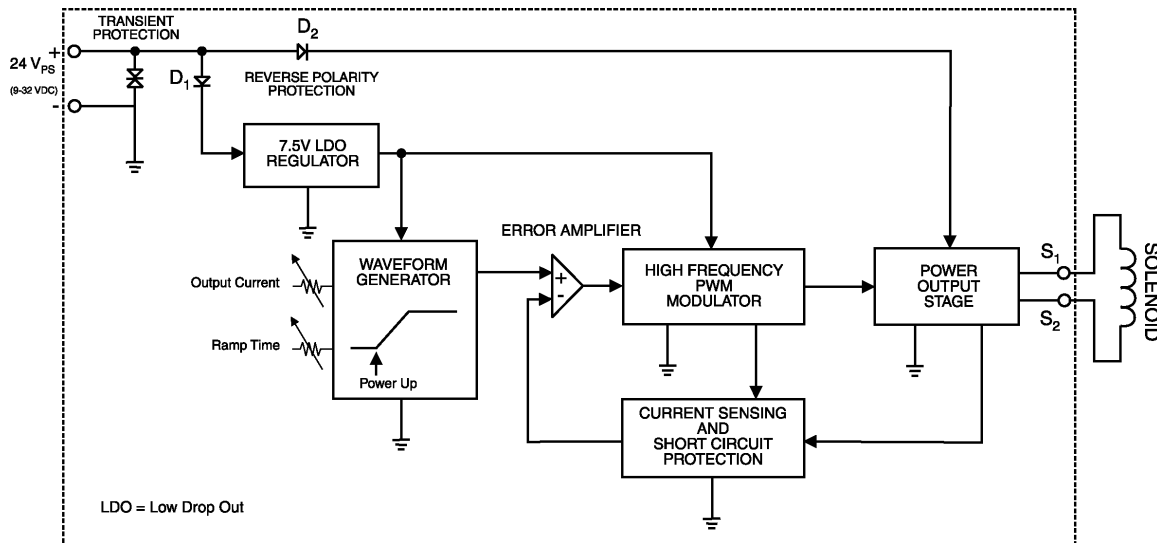 TRANSIENT
PROTECTION
D2
+
24 VPS
(9-32 VDC)
-
D1
REVERSE POLARITY
PROTECTION
7.5V LDO
REGULATOR
ERROR AMPLIFIER
WAVEFORM
GENERATOR
Output Current
Ramp Time
Power Up
+
-
HIGH FREQUENCY
PWM
MODULATOR
POWER
OUTPUT
STAGE
S1
S2
SOLENOID
CURRENT SENSING
AND
SHORT CIRCUIT
PROTECTION
LDO = Low Drop Out